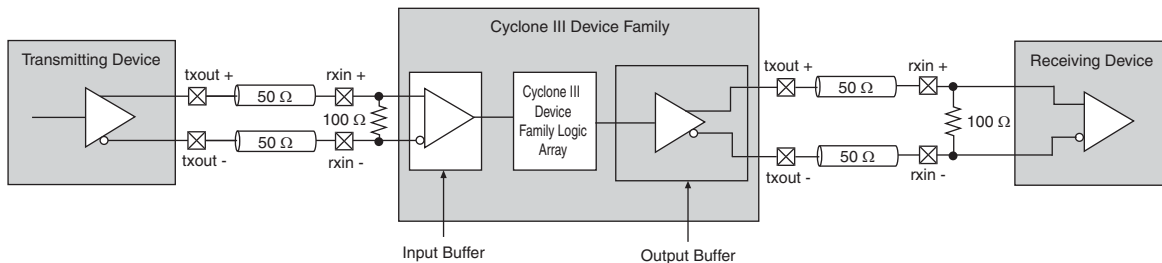 Cyclone III Device Family
Transmitting Device
txout +
50 Ω
rxin +
100 Ω
txout -
50 Ω
rxin -
Cyclone III
Device
Family Logic
Array
txout +
50 Ω
rxin +
100 Ω
txout -
50 Ω
rxin -
Receiving Device
Input Buffer
Output Buffer